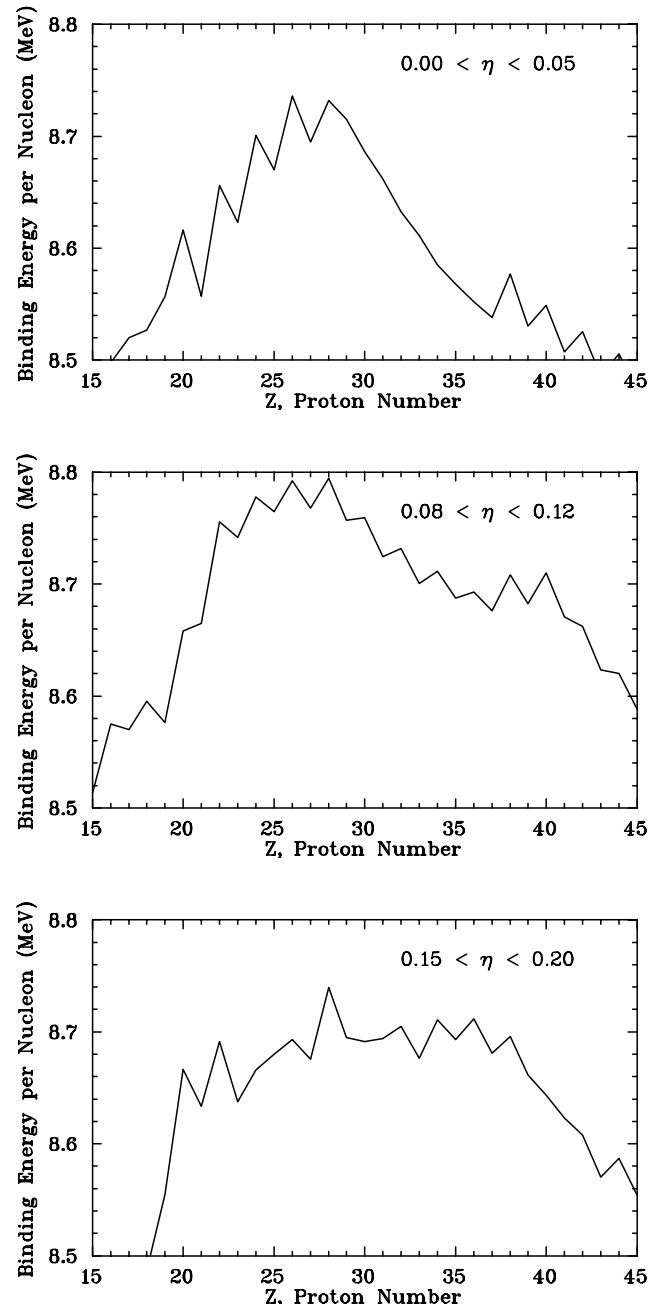 Binding Energy per Nucleon (MeV)
8.8
8.7
8.6
8.5
0.00 < η < 0.05
15 20 25 30 35 40 45
Z, Proton Number
Binding Energy per Nucleon (MeV)
8.8
8.7
8.6
8.5
0.08 < η < 0.12
15 20 25 30 35 40 45
Z, Proton Number
Binding Energy per Nucleon (MeV)
8.8
8.7
8.6
8.5
0.15 < η < 0.20
15 20 25 30 35 40 45
Z, Proton Number